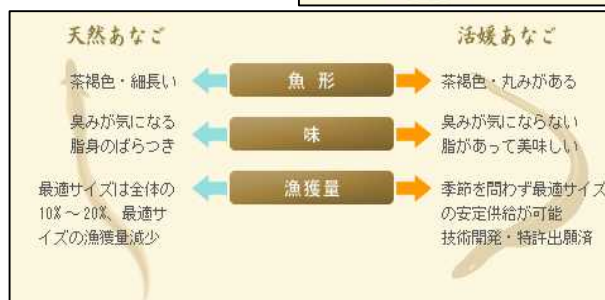 天然あなご
活媛あなご
茶褐色・細長い
魚形
茶褐色・丸みがある
臭みが気になる
脂身のばらつき
味
臭みが気にならない
脂があって美味しい
最適サイズは全体の
10%～20%、最適サ
イズの漁獲量減少
漁獲量
季節を問わず最適サイズ
の安定供給が可能
技術開発・特許出願済